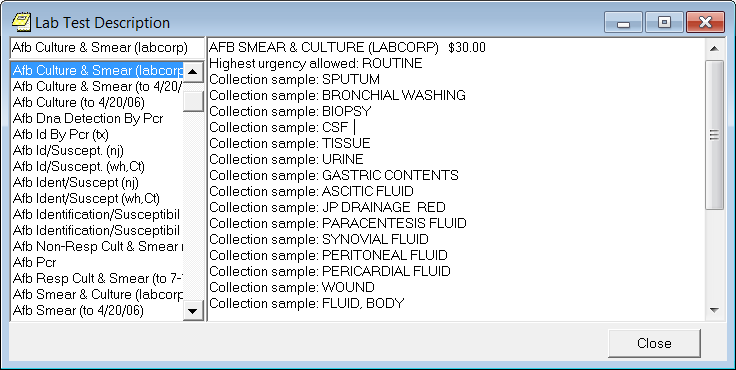 Lab Test Description
Afb Culture & Smear (labcorp)
Afb Culture & Smear (labcorp
Afb Culture & Smear (to 4/20/
Afb Culture (to 4/20/06)
Afb Dna Detection By Pcr
Afb Id By Pcr (tx)
Afb Id/Suscept. (nj)
Afb Id/Suscept. (wh,Ct)
Afb Ident/Suscept (nj)
Afb Ident/Suscept (wh,Ct)
Afb Identification/Susceptibil
Afb Non-Resp Cult & Smear (
Afb Pcr
Afb Resp Cult & Smear (to 7-
Afb Smear & Culture (labcorp
Afb Smear (to 4/20/06)
AFB SMEAR & CULTURE (LABCORP) $30.00
Highest urgency allowed: ROUTINE
Collection sample: SPUTUM
Collection sample: BRONCHIAL WASHING
Collection sample: BIOPSY
Collection sample: CSF
Collection sample: TISSUE
Collection sample: URINE
Collection sample: GASTRIC CONTENTS
Collection sample: ASCITIC FLUID
Collection sample: JP DRAINAGE RED
Collection sample: PARACENTESIS FLUID
Collection sample: SYNOVIAL FLUID
Collection sample: PERITONEAL FLUID
Collection sample: PERICARDIAL FLUID
Collection sample: WOUND
Collection sample: FLUID, BODY
Close